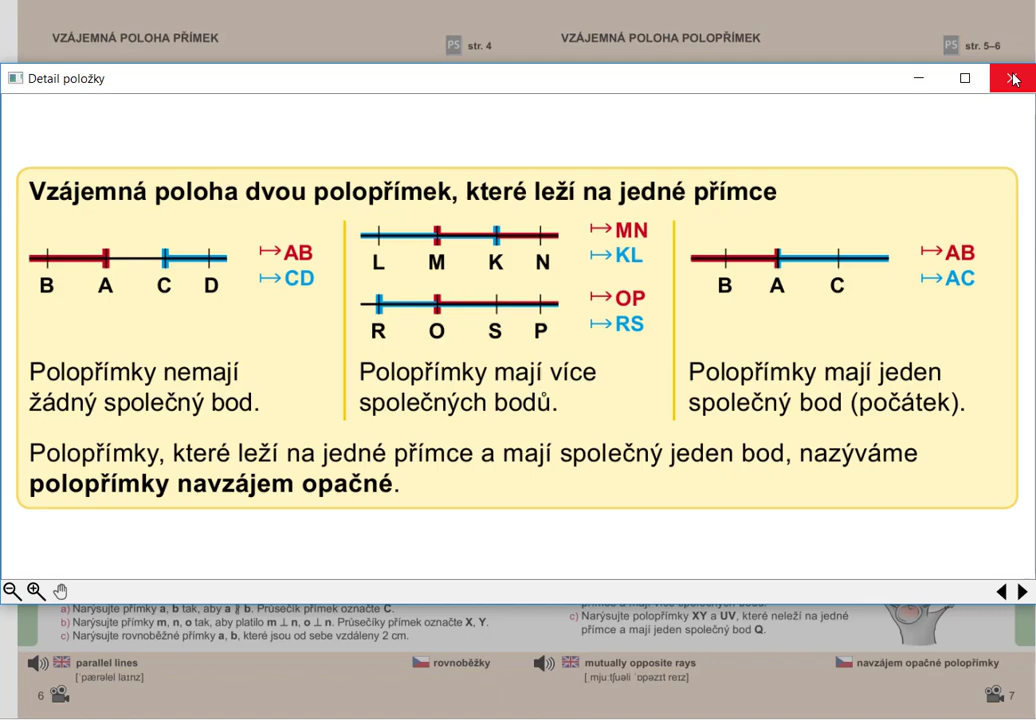 VZÁJEMNÁ POLOHA PŘÍMEK
PS str. 4
VZÁJEMNÁ POLOHA POLOPŘÍMEK
PS str. 5–6
Detail položky
Vzájemná poloha dvou polopřímek, které leží na jedné přímce
B A C D
↦AB
↦CD
L M K N
↦MN
↦KL
R O S P
↦OP
↦RS
B A C
↦AB
↦AC
Polopřímky nemají
žádný společný bod.
Polopřímky mají více
společných bodů.
Polopřímky mají jeden
společný bod (počátek).
Polopřímky, které leží na jedné přímce a mají společný jeden bod, nazýváme
polopřímky navzájem opačné.
a) Narýsujte přímky a, b tak, aby a ∦ b. Průsečík přímek označte C.
b) Narýsujte přímky m, n, o tak, aby platilo m ⊥ n, o ⊥ n. Průsečíky přímek označte X, Y.
c) Narýsujte rovnoběžné přímky a, b, které jsou od sebe vzdáleny 2 cm.
c) Narýsujte polopřímky XY a UV, které neleží na jedné
přímce a mají jeden společný bod Q.
parallel lines
[ˈpærəlel laɪnz]
rovnoběžky
mutually opposite rays
[ˌmjuːtʃuəli ˈɒpəzɪt reɪz]
navzájem opačné polopřímky
6
7